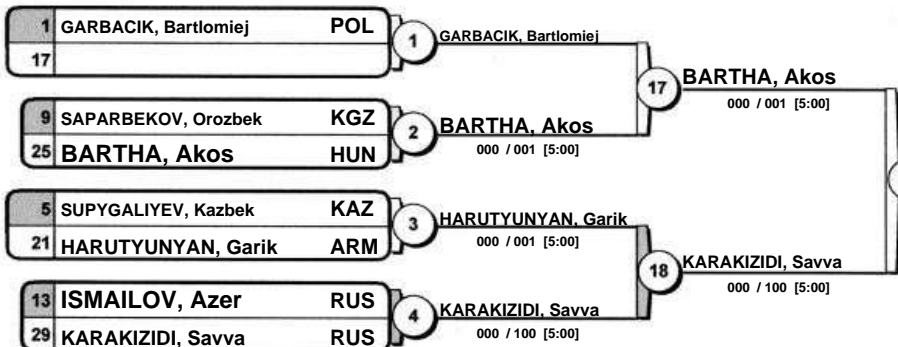 1 GARBACIK, Bartlomiej POL
17
1
GARBACIK, Bartlomiej
9 SAPARBEKOV, Orozbek KGZ
25 BARTHA, Akos HUN
2
BARTHA, Akos
000 / 001 [5:00]
17
BARTHA, Akos
000 / 001 [5:00]
5 SUPYGALIYEV, Kazbek KAZ
21 HARUTYUNYAN, Garik ARM
3
HARUTYUNYAN, Garik
000 / 001 [5:00]
13 ISMAILOV, Azer RUS
29 KARAKIZIDI, Savva RUS
4
KARAKIZIDI, Savva
000 / 100 [5:00]
18
KARAKIZIDI, Savva
000 / 100 [5:00]